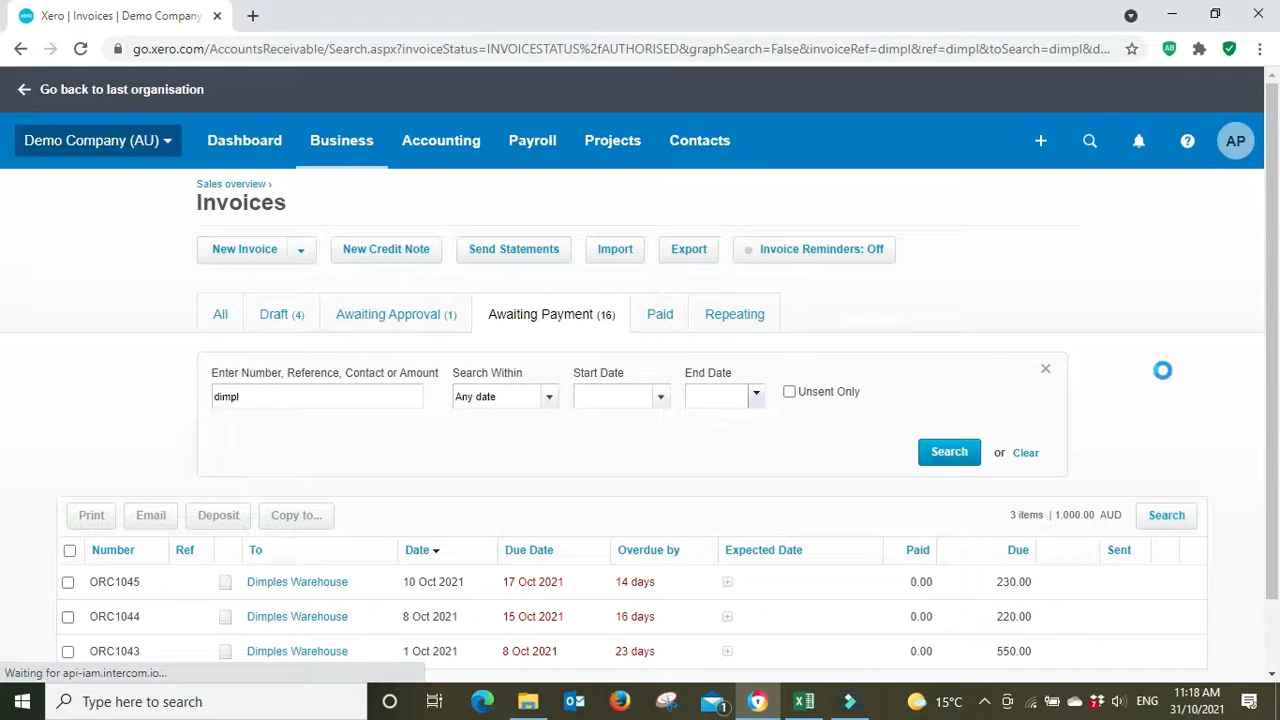 Xero | Invoices | Demo Company
go.xero.com/AccountsReceivable/Search.aspx?invoiceStatus=INVOICESTATUS%2fAUTHORISED&graphSearch=False&invoiceRef=dimpl&ref=dimpl&toSearch=dimpl&d...
Go back to last organisation
Demo Company (AU) Dashboard Business Accounting Payroll Projects Contacts AP
Sales overview ›
Invoices
New Invoice New Credit Note Send Statements Import Export Invoice Reminders: Off
All Draft (4) Awaiting Approval (1) Awaiting Payment (16) Paid Repeating
Enter Number, Reference, Contact or Amount Search Within Start Date End Date
dimpl Any date Unsent Only
Search or Clear
Print Email Deposit Copy to... 3 items | 1,000.00 AUD Search
Number Ref To Date Due Date Overdue by Expected Date Paid Due Sent
ORC1045 Dimples Warehouse 10 Oct 2021 17 Oct 2021 14 days 0.00 230.00
ORC1044 Dimples Warehouse 8 Oct 2021 15 Oct 2021 16 days 0.00 220.00
ORC1043 Dimples Warehouse 1 Oct 2021 8 Oct 2021 23 days 0.00 550.00
Waiting for api-iam.intercom.io...
Type here to search 1 15°C ENG 11:18 AM
31/10/2021